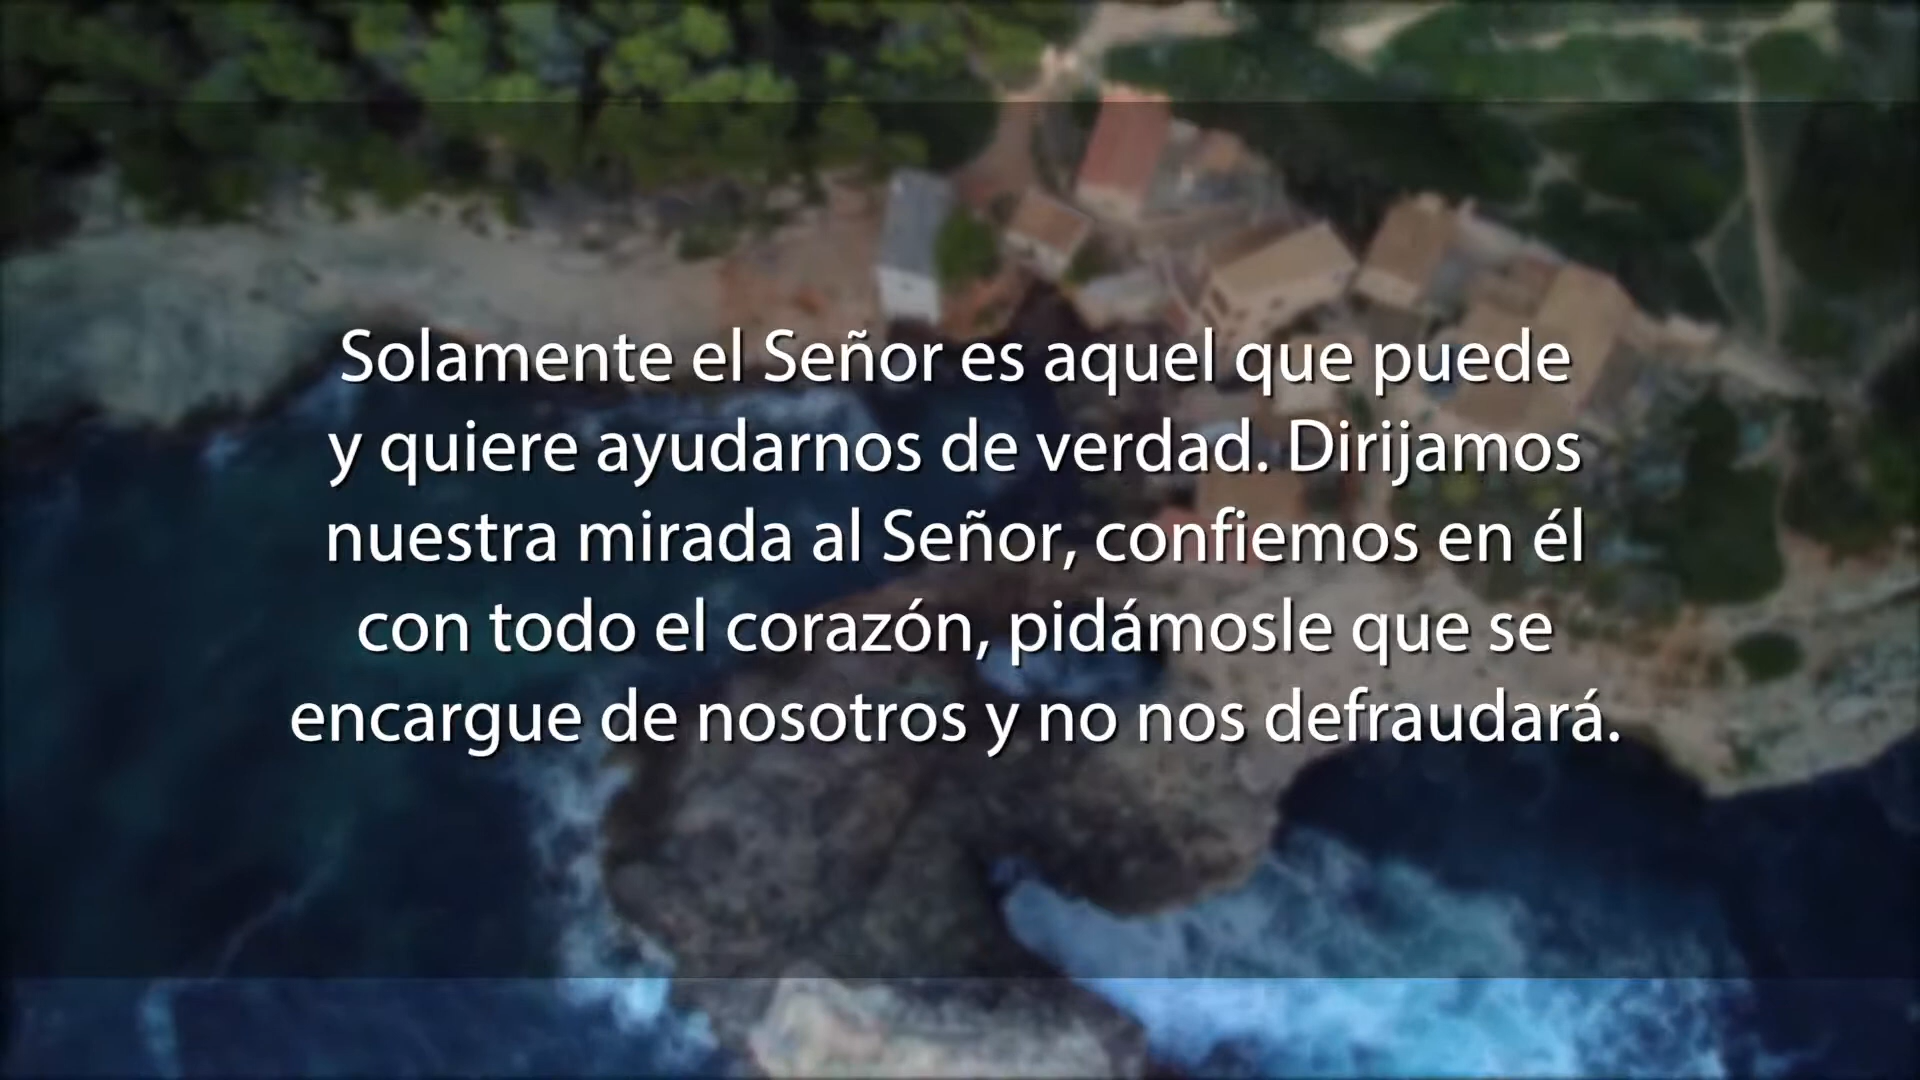 Solamente el Señor es aquel que puede
y quiere ayudarnos de verdad. Dirijamos
nuestra mirada al Señor, confiemos en él
con todo el corazón, pidámosle que se
encargue de nosotros y no nos defraudará.